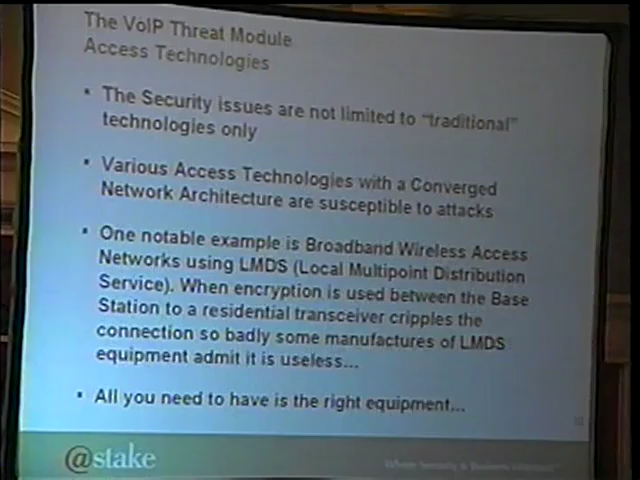 The VoIP Threat Module
Access Technologies
• The Security issues are not limited to "traditional"
technologies only
• Various Access Technologies with a Converged
Network Architecture are susceptible to attacks
• One notable example is Broadband Wireless Access
Networks using LMDS (Local Multipoint Distribution
Service). When encryption is used between the Base
Station to a residential transceiver cripples the
connection so badly some manufactures of LMDS
equipment admit it is useless...
• All you need to have is the right equipment...
@stake
Where Security & Business